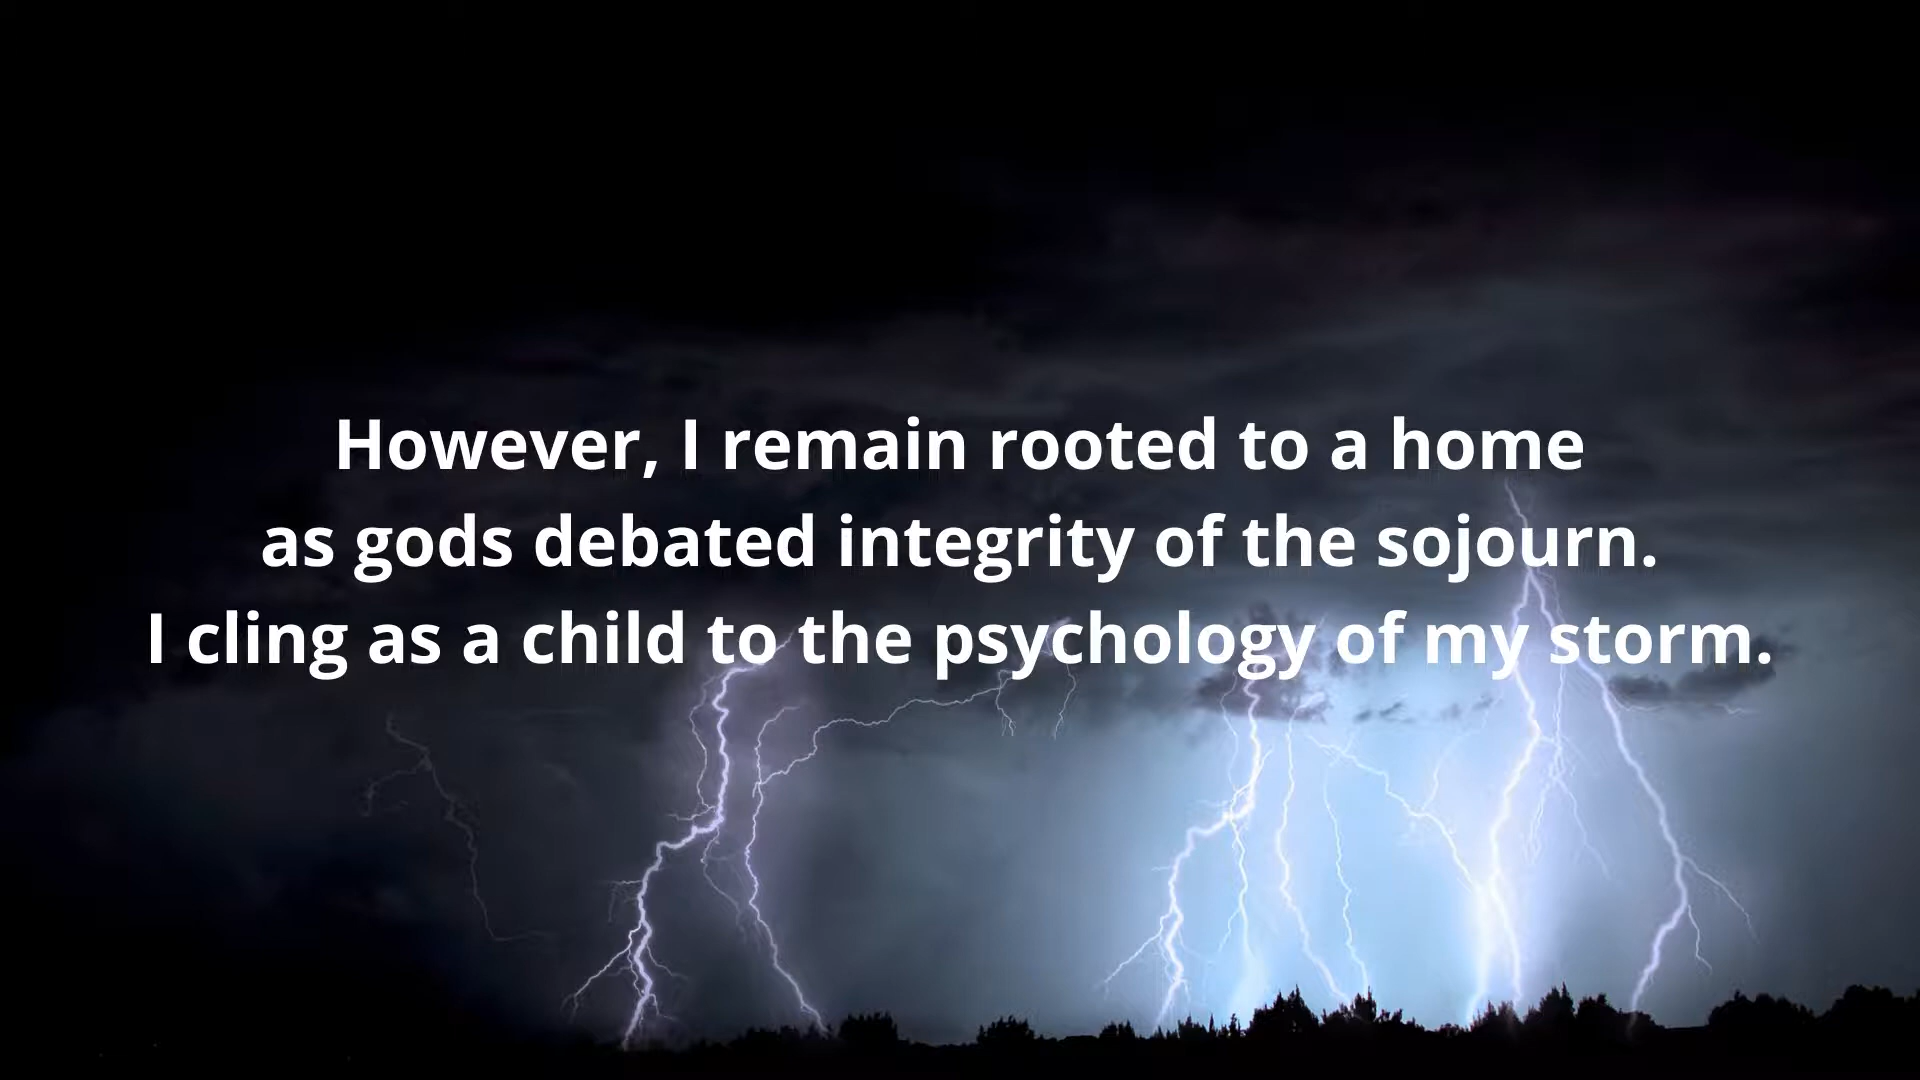 However, I remain rooted to a home
as gods debated integrity of the sojourn.
I cling as a child to the psychology of my storm.